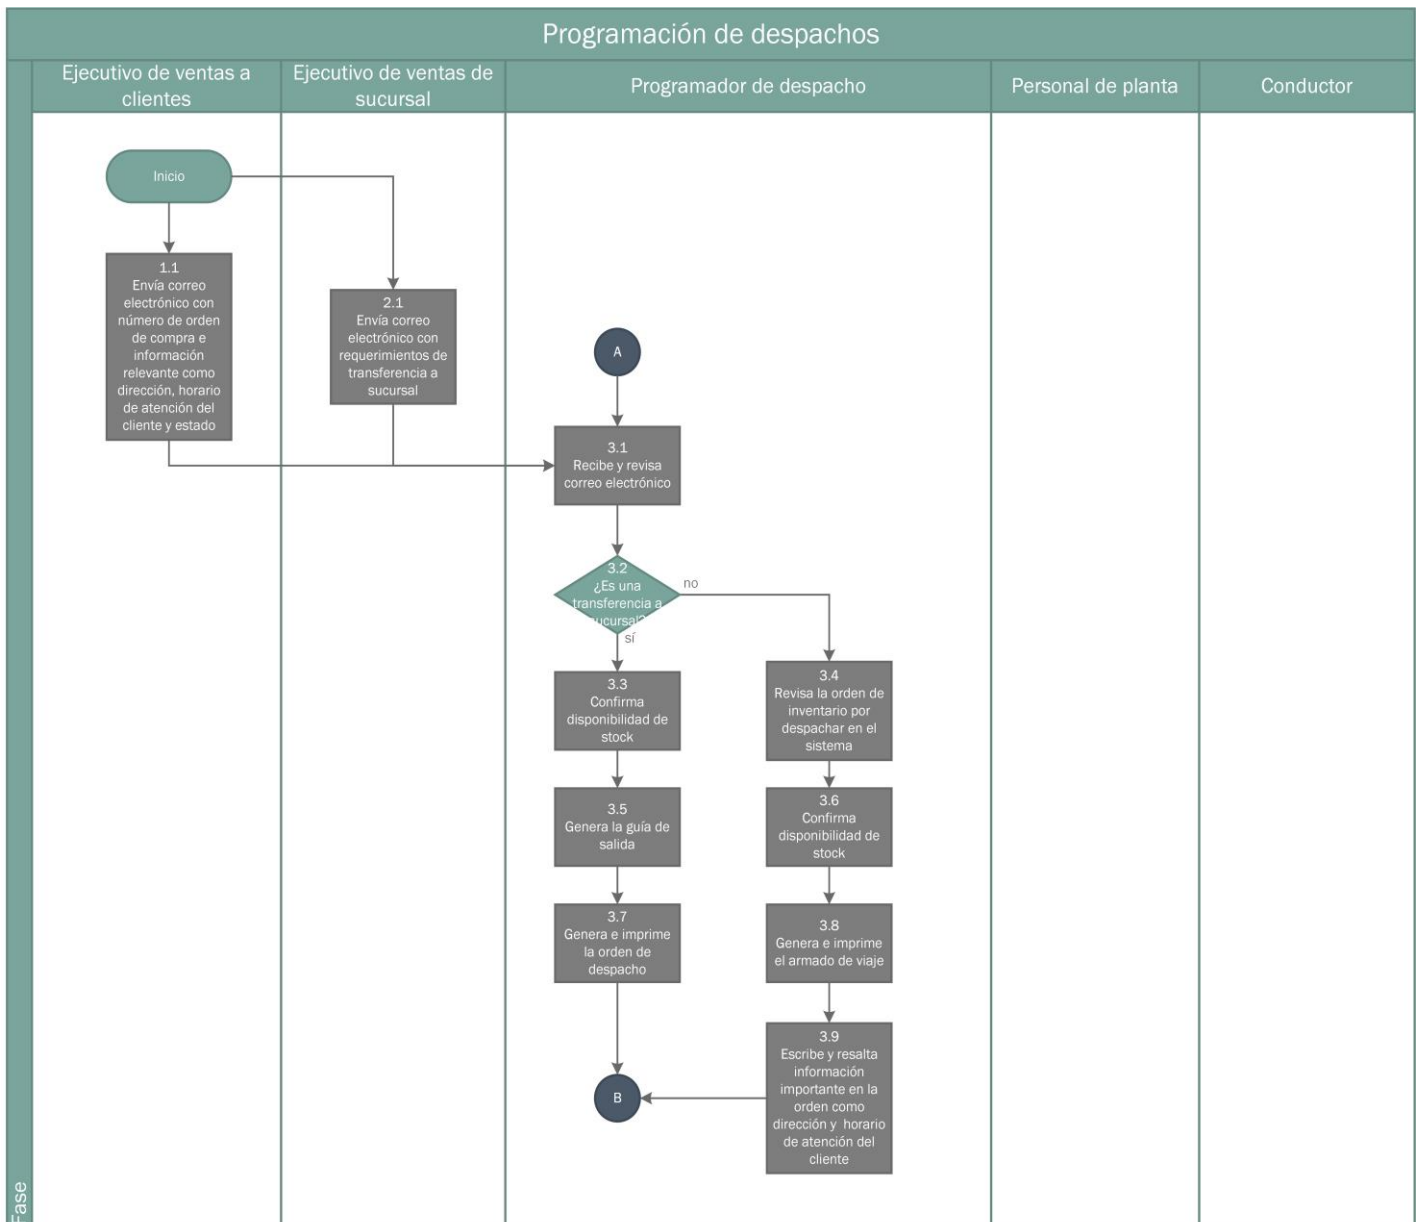 Programación de despachos
Ejecutivo de ventas a
clientes
Ejecutivo de ventas de
sucursal
Programador de despacho
Personal de planta
Conductor
Inicio
1.1
Envía correo
electrónico con
número de orden
de compra e
información
relevante como
dirección, horario
de atención del
cliente y estado
2.1
Envía correo
electrónico con
requerimientos de
transferencia a
sucursal
A
3.1
Recibe y revisa
correo electrónico
3.2
¿Es una
transferencia a
sucursal?
no
sí
3.3
Confirma
disponibilidad de
stock
3.4
Revisa la orden de
inventario por
despachar en el
sistema
3.5
Genera la guía de
salida
3.6
Confirma
disponibilidad de
stock
3.7
Genera e imprime
la orden de
despacho
3.8
Genera e imprime
el armado de viaje
3.9
Escribe y resalta
información
importante en la
orden como
dirección y  horario
de atención del
cliente
B
Fase